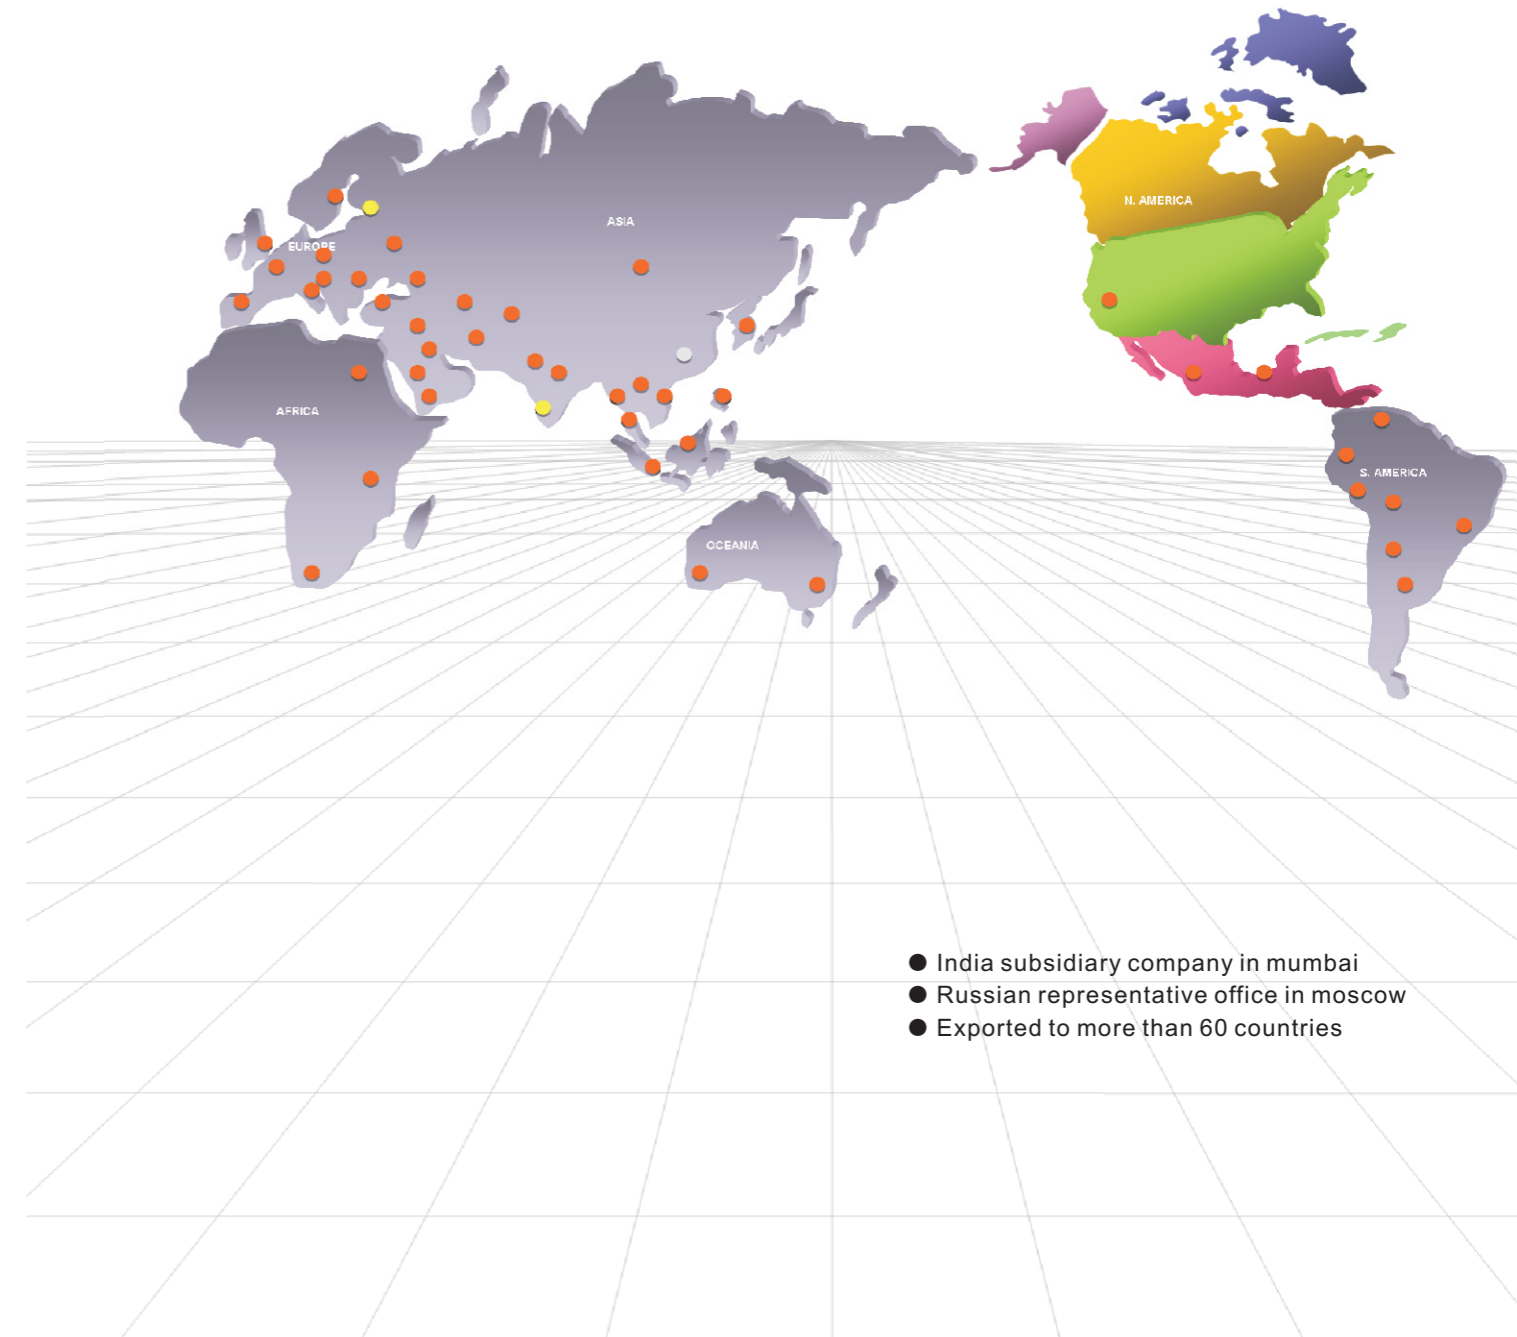 N. AMERICA
ASIA
EUROPE
AFRICA
S. AMERICA
OCEANIA
● India subsidiary company in mumbai
● Russian representative office in moscow
● Exported to more than 60 countries